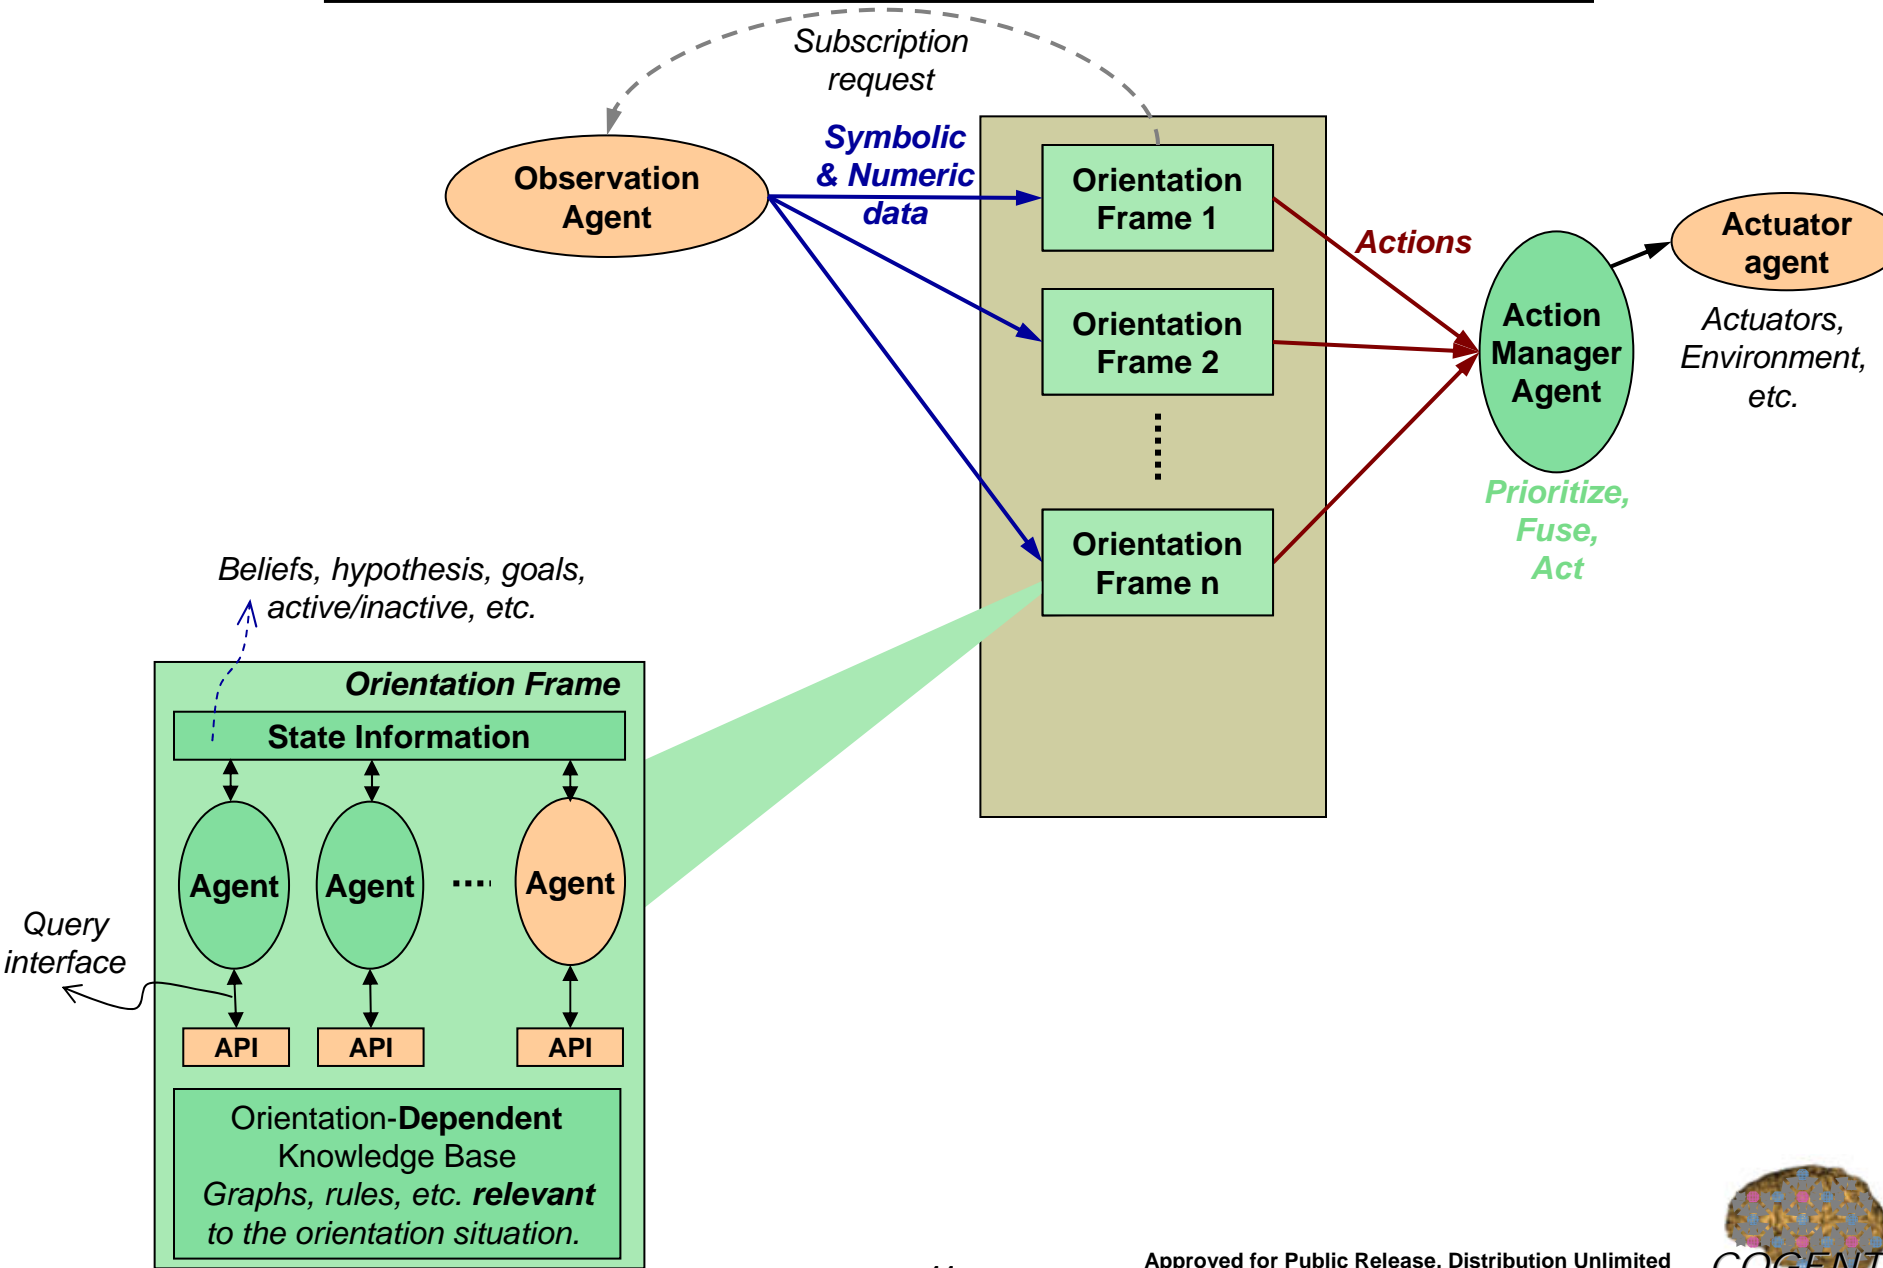 Subscription
request
Symbolic
& Numeric
data
Observation
Agent
Orientation
Frame 1
Actions
Actuator
agent
Orientation
Frame 2
Action
Manager
Agent
Actuators,
Environment,
etc.
Prioritize,
Fuse,
Act
Orientation
Frame n
Beliefs, hypothesis, goals,
active/inactive, etc.
Orientation Frame
State Information
Agent
Agent
Agent
Query
interface
API
API
API
Orientation-Dependent
Knowledge Base
Graphs, rules, etc. relevant
to the orientation situation.
Approved for Public Release, Distribution Unlimited
COGENT